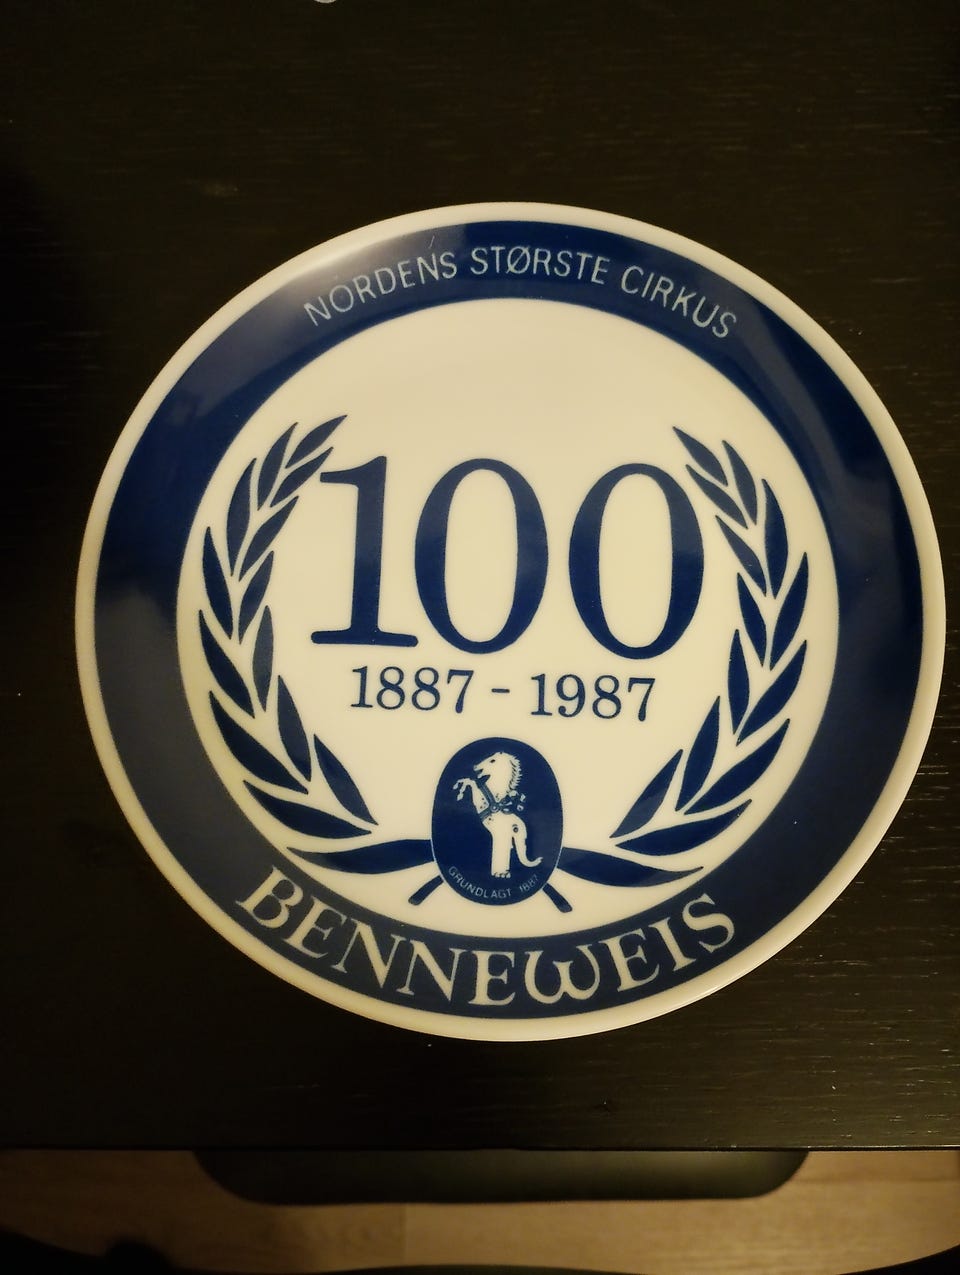 NORDENS STØRSTE CIRKUS
100
1887 - 1987
GRUNDLAGT 1887
BENNEWEIS